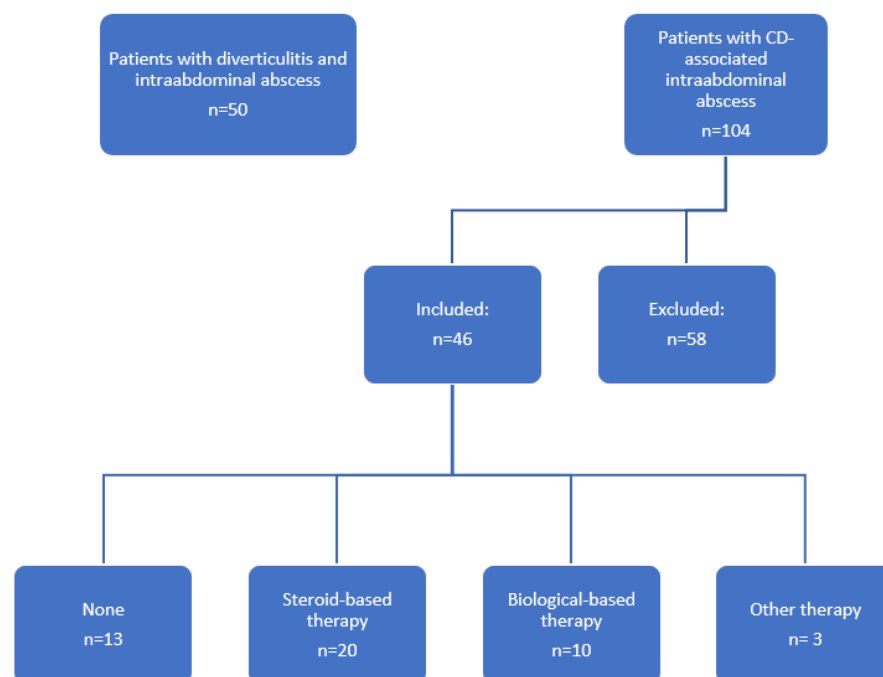 Patients with diverticulitis and
intraabdominal abscess
n=50
Patients with CD-
associated
intraabdominal
abscess
n=104
Included:
n=46
Excluded:
n=58
None
n=13
Steroid-based
therapy
n=20
Biological-based
therapy
n=10
Other therapy
n= 3